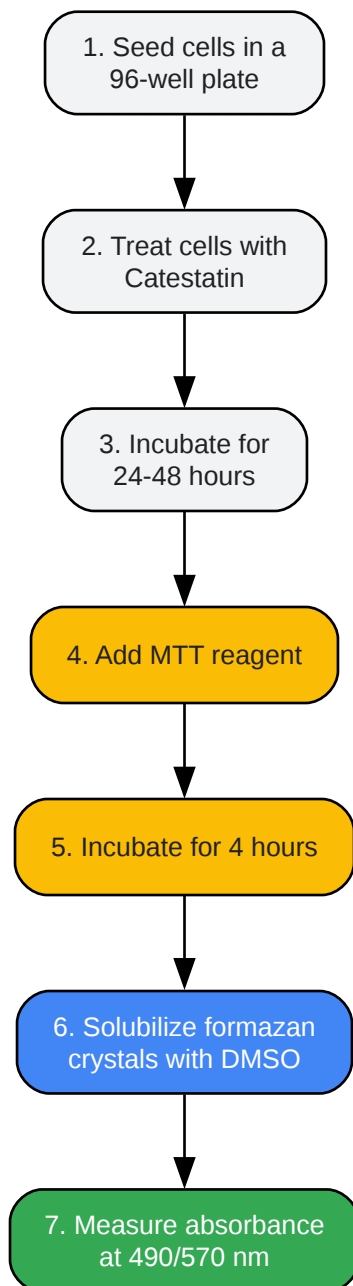 1. Seed cells in a
96-well plate
2. Treat cells with
Catestatin
3. Incubate for
24-48 hours
4. Add MTT reagent
5. Incubate for 4 hours
6. Solubilize formazan
crystals with DMSO
7. Measure absorbance
at 490/570 nm